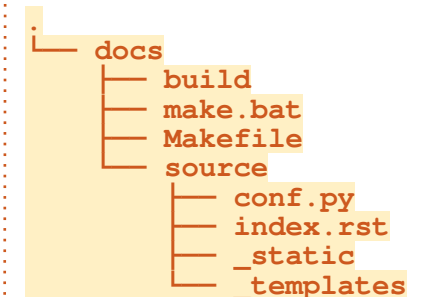 .
└── docs
    ├── build
    ├── make.bat
    ├── Makefile
    └── source
        ├── conf.py
        ├── index.rst
        ├── _static
        └── _templates